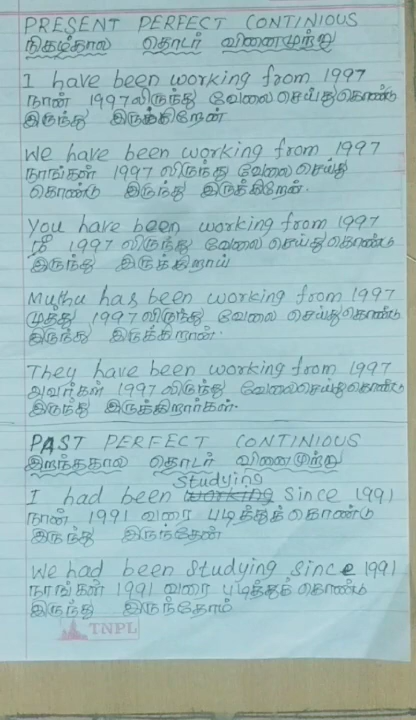 PRESENT PERFECT CONTINIOUS
நிகழ்கால தொடர் வினைமுற்று
I have been working from 1997
நான் 1997லிருந்து வேலைசெய்துகொண்டு
இருந்து இருக்கிறேன்
We have been working from 1997
நாங்கள் 1997 லிருந்து வேலைசெய்து
கொண்டு இருந்து இருக்கிறேன்.
You have been working from 1997
நீ 1997 லிருந்து வேலைசெய்துகொண்டு
இருந்து இருக்கிறாய்
Muthu has been working from 1997
முத்து 1997லிருந்து வேலை செய்துகொண்டு
இருந்து இருக்கிறான்.
They have been working from 1997
அவர்கள் 1997 லிருந்து வேலைசெய்துகொண்டு
இருந்து இருக்கிறார்கள்.
PAST PERFECT CONTINIOUS
இறந்தகால தொடர் வினைமுற்று
Studying
I had been working Since 1991
நான் 1991 வரை படித்துக்கொண்டு
இருந்து இருந்தேன்
We had been Studying Since 1991
நாங்கள் 1991 வரை படித்துக்கொண்டு
இருந்து இருந்தோம்
TNPL